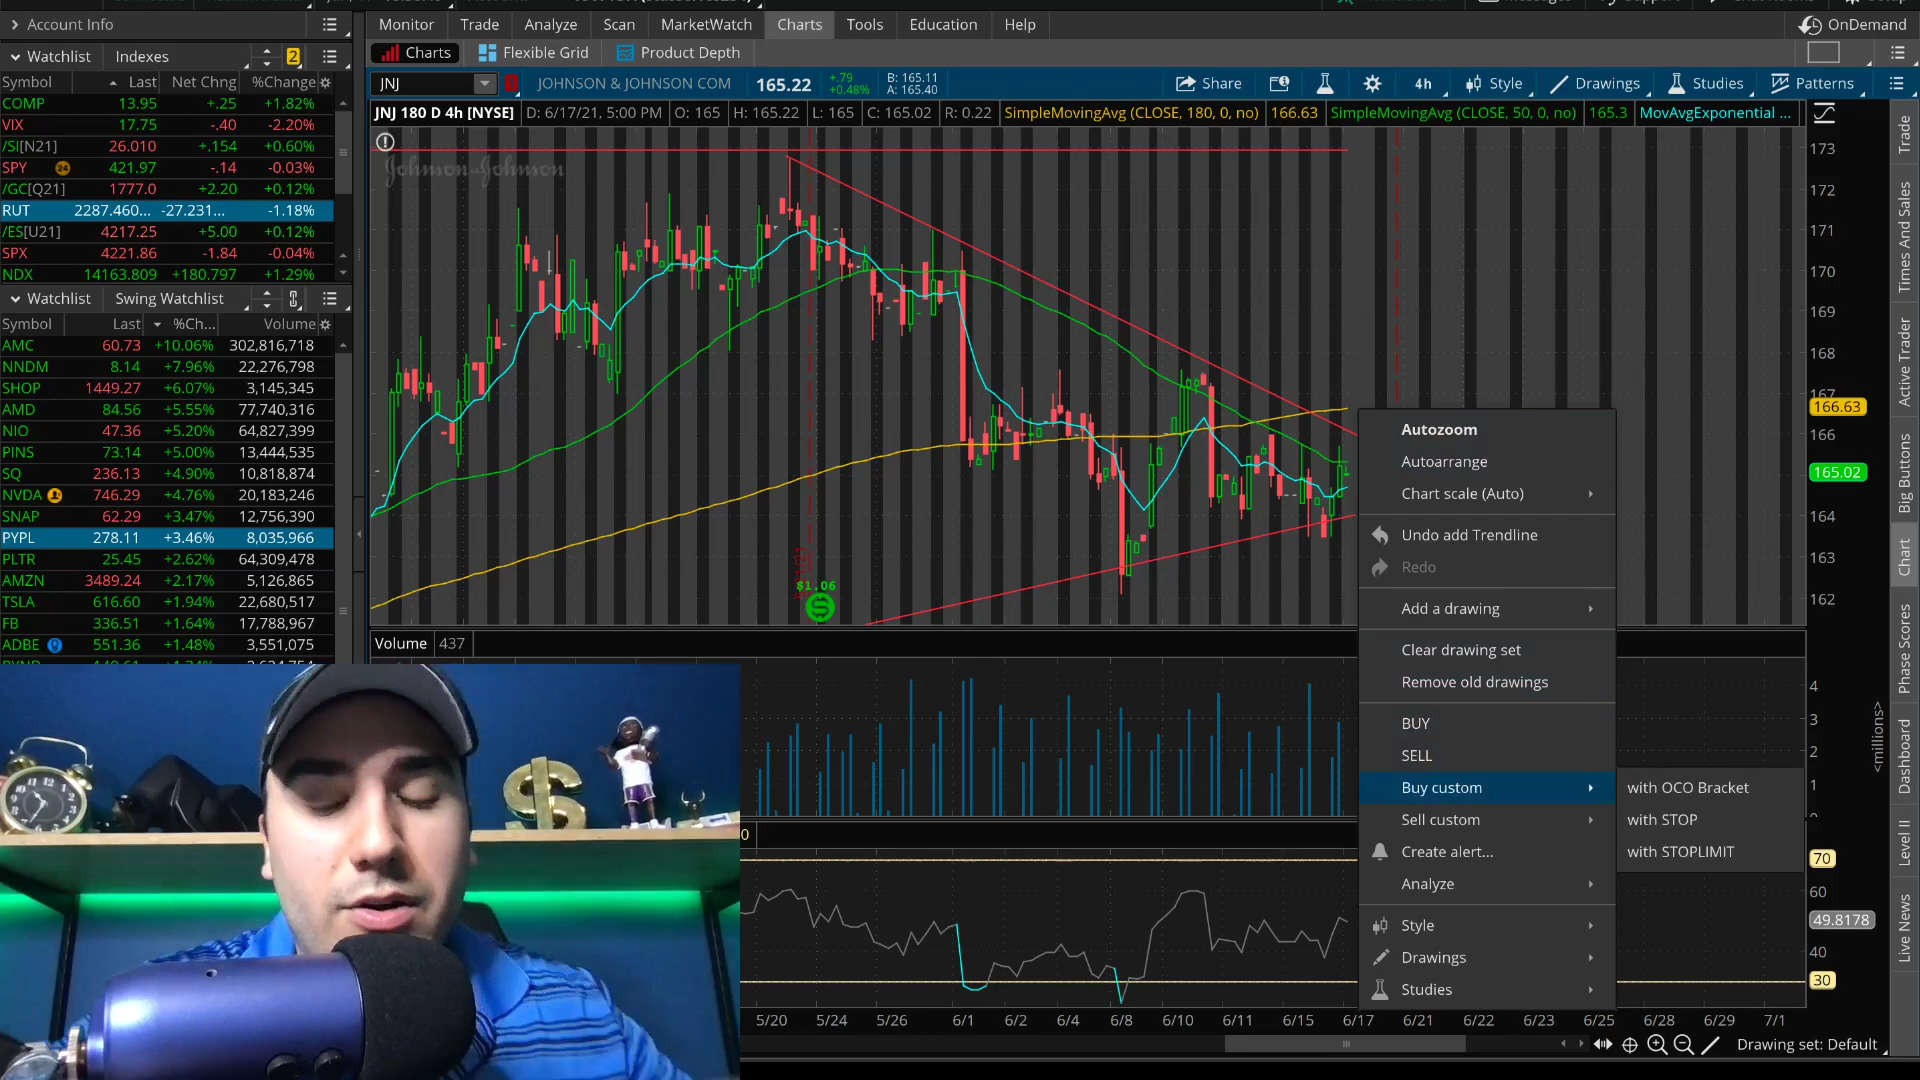 Account Info
Monitor Trade Analyze Scan MarketWatch Charts Tools Education Help OnDemand
Watchlist Indexes 2
Charts Flexible Grid Product Depth
Symbol Last Net Chng %Change
COMP 13.95 +.25 +1.82%
VIX 17.75 -.40 -2.20%
/SI[N21] 26.010 +.154 +0.60%
SPY 421.97 -.14 -0.03%
/GC[Q21] 1777.0 +2.20 +0.12%
RUT 2287.460... -27.231... -1.18%
/ES[U21] 4217.25 +5.00 +0.12%
SPX 4221.86 -1.84 -0.04%
NDX 14163.809 +180.797 +1.29%
Watchlist Swing Watchlist
Symbol Last %Ch... Volume
AMC 60.73 +10.06% 302,816,718
NNDM 8.14 +7.96% 22,276,798
SHOP 1449.27 +6.07% 3,145,345
AMD 84.56 +5.55% 77,740,316
NIO 47.36 +5.20% 64,827,399
PINS 73.14 +5.00% 13,444,535
SQ 236.13 +4.90% 10,818,874
NVDA 746.29 +4.76% 20,183,246
SNAP 62.29 +3.47% 12,756,390
PYPL 278.11 +3.46% 8,035,966
PLTR 25.45 +2.62% 64,309,478
AMZN 3489.24 +2.17% 5,126,865
TSLA 616.60 +1.94% 22,680,517
FB 336.51 +1.64% 17,788,967
ADBE 551.36 +1.48% 3,551,075
JNJ JOHNSON & JOHNSON COM 165.22 +.79 +0.48% B: 165.11 A: 165.40 Share 4h Style Drawings Studies Patterns
JNJ 180 D 4h [NYSE] D: 6/17/21, 5:00 PM O: 165 H: 165.22 L: 165 C: 165.02 R: 0.22 SimpleMovingAvg (CLOSE, 180, 0, no) 166.63 SimpleMovingAvg (CLOSE, 50, 0, no) 165.3 MovAvgExponential ...
Johnson & Johnson
173
172
171
170
169
168
167
166.63
166
165.02
164
163
162
$1.06
$
Volume 437
4
3
2
1
<millions>
70
60
49.8178
40
30
5/20 5/24 5/26 6/1 6/2 6/4 6/8 6/10 6/11 6/15 6/17 6/21 6/22 6/23 6/25 6/28 6/29 7/1
Drawing set: Default
Autozoom
Autoarrange
Chart scale (Auto)
Undo add Trendline
Redo
Add a drawing
Clear drawing set
Remove old drawings
BUY
SELL
Buy custom
Sell custom
Create alert...
Analyze
Style
Drawings
Studies
with OCO Bracket
with STOP
with STOPLIMIT
Trade
Times And Sales
Active Trader
Big Buttons
Chart
Phase Scores
Dashboard
Level II
Live News